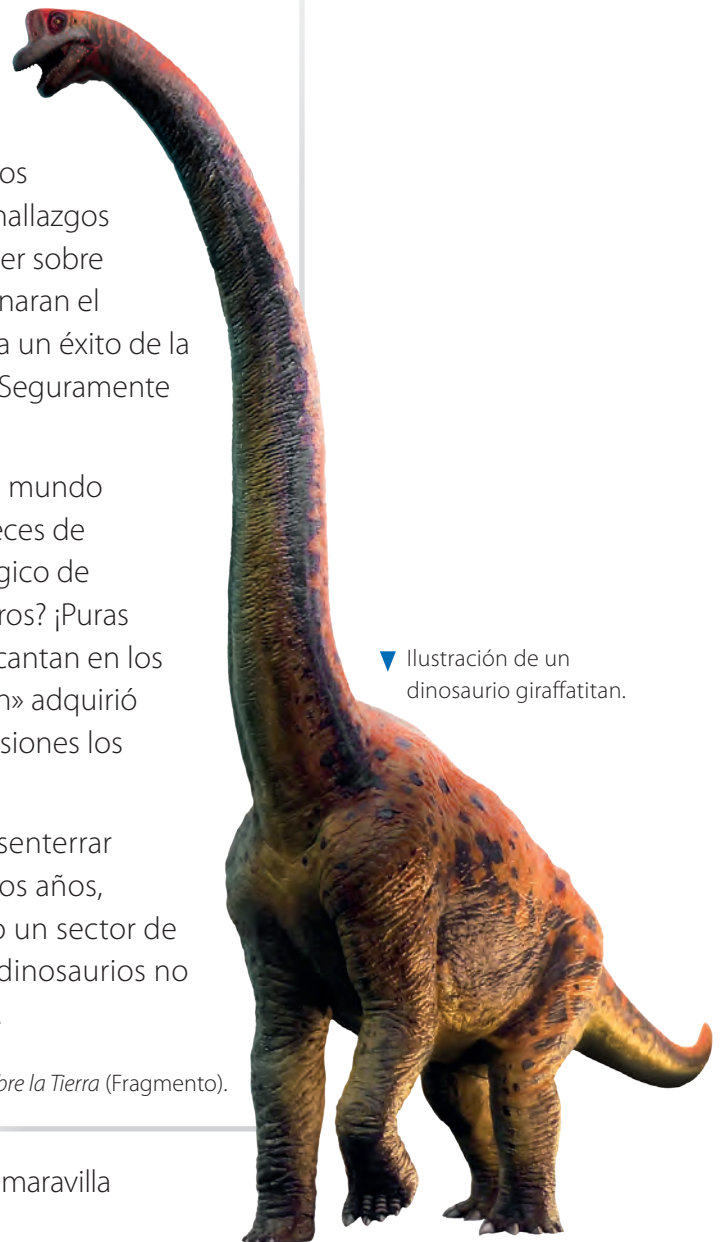 os
hallazgos
er sobre
naran el
a un éxito de la
Seguramente
mundo
eces de
gico de
ros? ¡Puras
cantan en los
n» adquirió
siones los
senterrar
os años,
o un sector de
dinosaurios no
bre la Tierra (Fragmento).
maravilla
▼ Ilustración de un
dinosaurio giraffatitan.